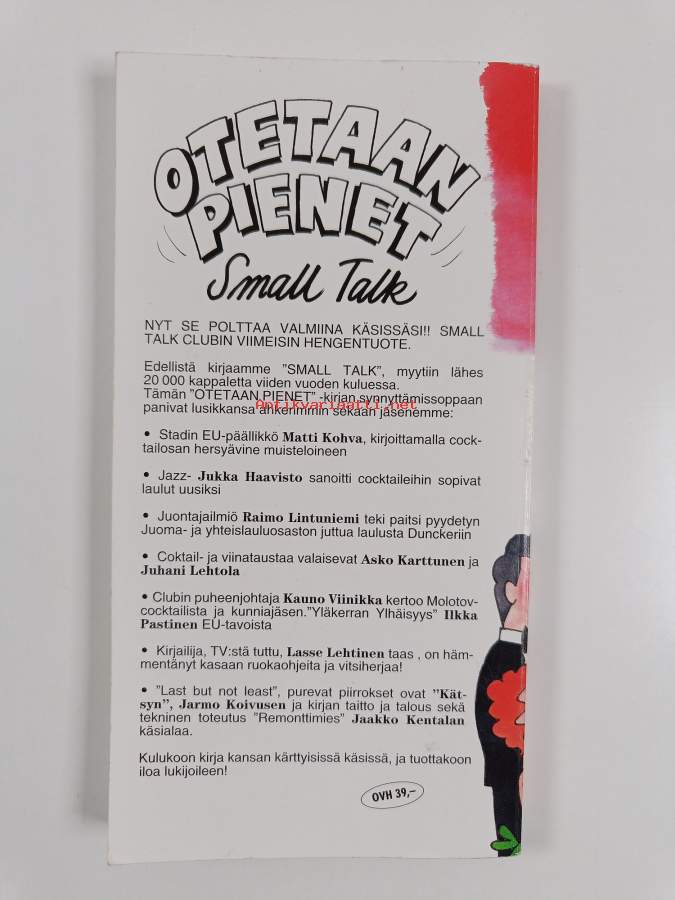 OTETAAN
PIENET
Small Talk
NYT SE POLTTAA VALMIINA KÄSISSÄSI!! SMALL
TALK CLUBIN VIIMEISIN HENGENTUOTE.
Edellistä kirjaamme "SMALL TALK", myytiin lähes
20 000 kappaletta viiden vuoden kuluessa.
Tämän "OTETAAN PIENET" -kirjan synnyttämissoppaan
Antikvariaatti.net
panivat lusikkansa ahkerimmin sekaan jäsenemme:
• Stadin EU-päällikkö Matti Kohva, kirjoittamalla cock-
tailosan hersyävine muisteloineen
• Jazz- Jukka Haavisto sanoitti cocktaileihin sopivat
laulut uusiksi
• Juontajailmiö Raimo Lintuniemi teki paitsi pyydetyn
Juoma- ja yhteislauluosaston juttua laulusta Dunckeriin
• Coktail- ja viinataustaa valaisevat Asko Karttunen ja
Juhani Lehtola
• Clubin puheenjohtaja Kauno Viinikka kertoo Molotov-
cocktailista ja kunniajäsen."Yläkerran Ylhäisyys" Ilkka
Pastinen EU-tavoista
• Kirjailija, TV:stä tuttu, Lasse Lehtinen taas , on häm-
mentänyt kasaan ruokaohjeita ja vitsiherjaa!
• "Last but not least", purevat piirrokset ovat "Kät-
syn", Jarmo Koivusen ja kirjan taitto ja talous sekä
tekninen toteutus "Remonttimies" Jaakko Kentalan
käsialaa.
Kulukoon kirja kansan kärttyisissä käsissä, ja tuottakoon
iloa lukijoileen!
OVH 39,–